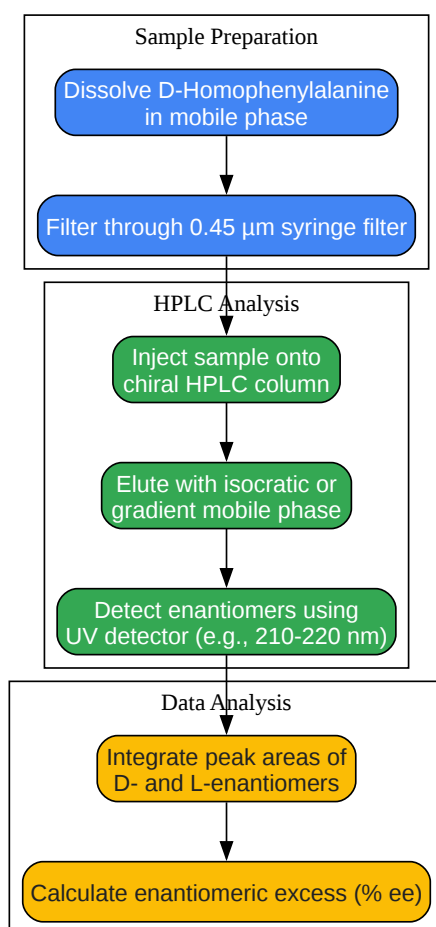 Sample Preparation
Dissolve D-Homophenylalanine
in mobile phase
Filter through 0.45 µm syringe filter
HPLC Analysis
Inject sample onto
chiral HPLC column
Elute with isocratic or
gradient mobile phase
Detect enantiomers using
UV detector (e.g., 210-220 nm)
Data Analysis
Integrate peak areas of
D- and L-enantiomers
Calculate enantiomeric excess (% ee)